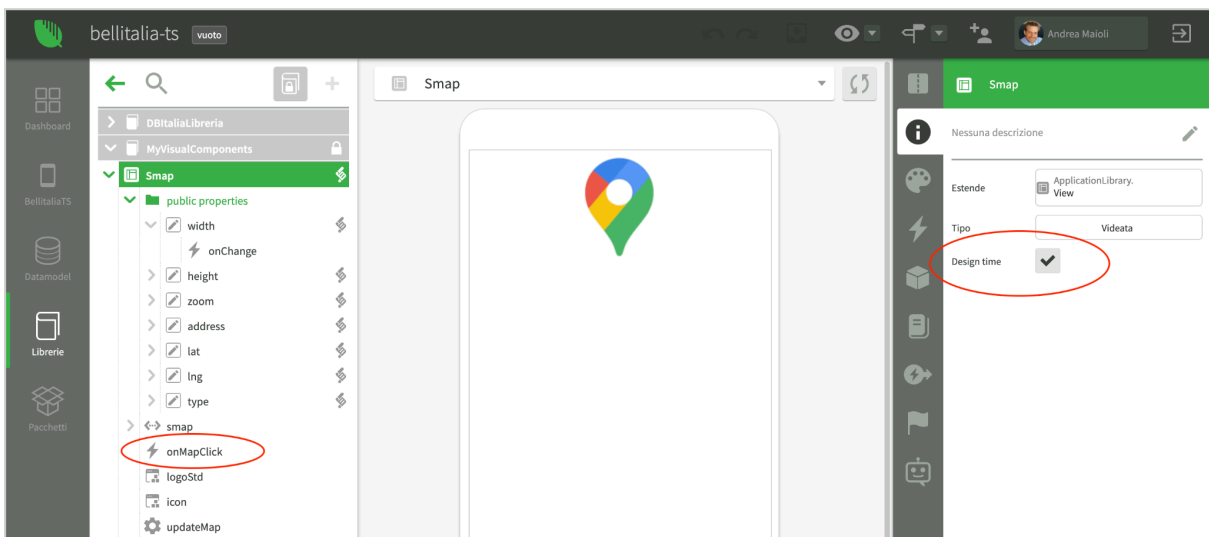 bellitalia-ts vuoto
Andrea Maioli
Dashboard
BellitaliaTS
Datamodel
Librerie
Pacchetti
DBItaliaLibreria
MyVisualComponents
Smap
public properties
width
onChange
height
zoom
address
lat
lng
type
smap
onMapClick
logoStd
icon
updateMap
Smap
Smap
Nessuna descrizione
Estende
ApplicationLibrary.
View
Tipo
Videata
Design time